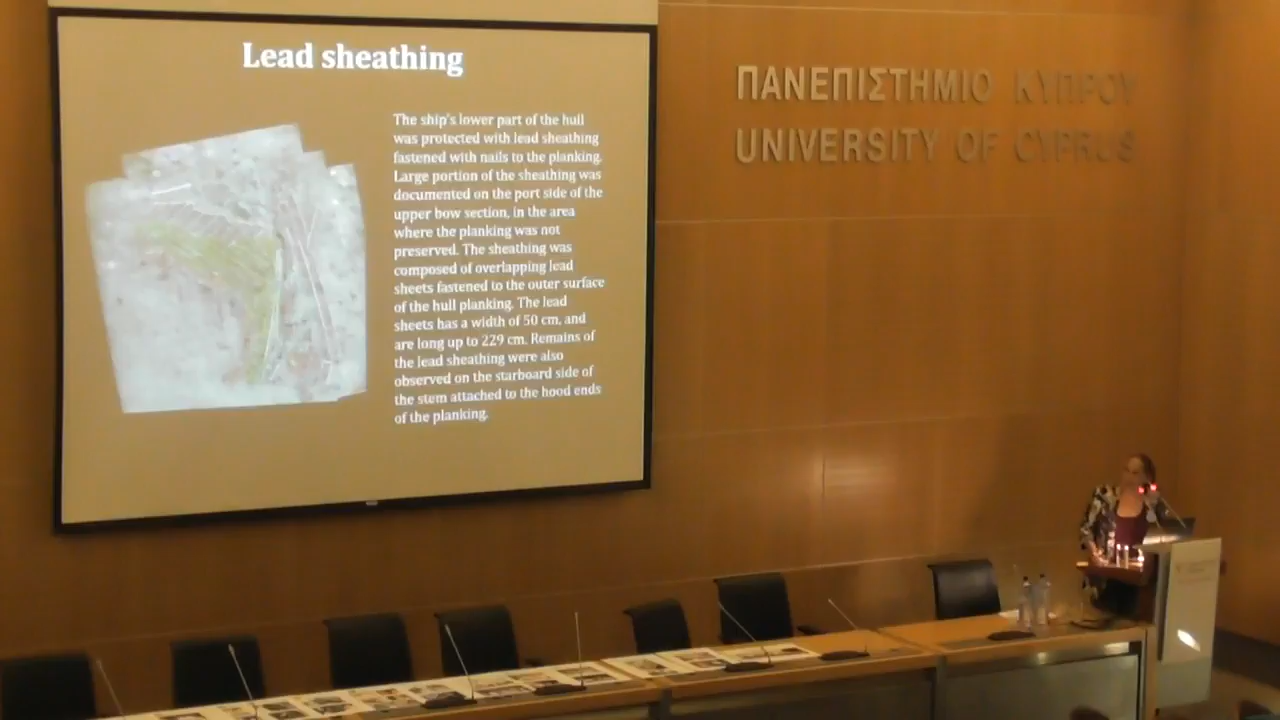 Lead sheathing
The ship's lower part of the hull
was protected with lead sheathing
fastened with nails to the planking.
Large portion of the sheathing was
documented on the port side of the
upper bow section, in the area
where the planking was not
preserved. The sheathing was
composed of overlapping lead
sheets fastened to the outer surface
of the hull planking. The lead
sheets has a width of 50 cm, and
are long up to 229 cm. Remains of
the lead sheathing were also
observed on the starboard side of
the stem attached to the hood ends
of the planking.
ΠΑΝΕΠΙΣΤΗΜΙΟ ΚΥΠΡΟΥ
UNIVERSITY OF CYPRUS